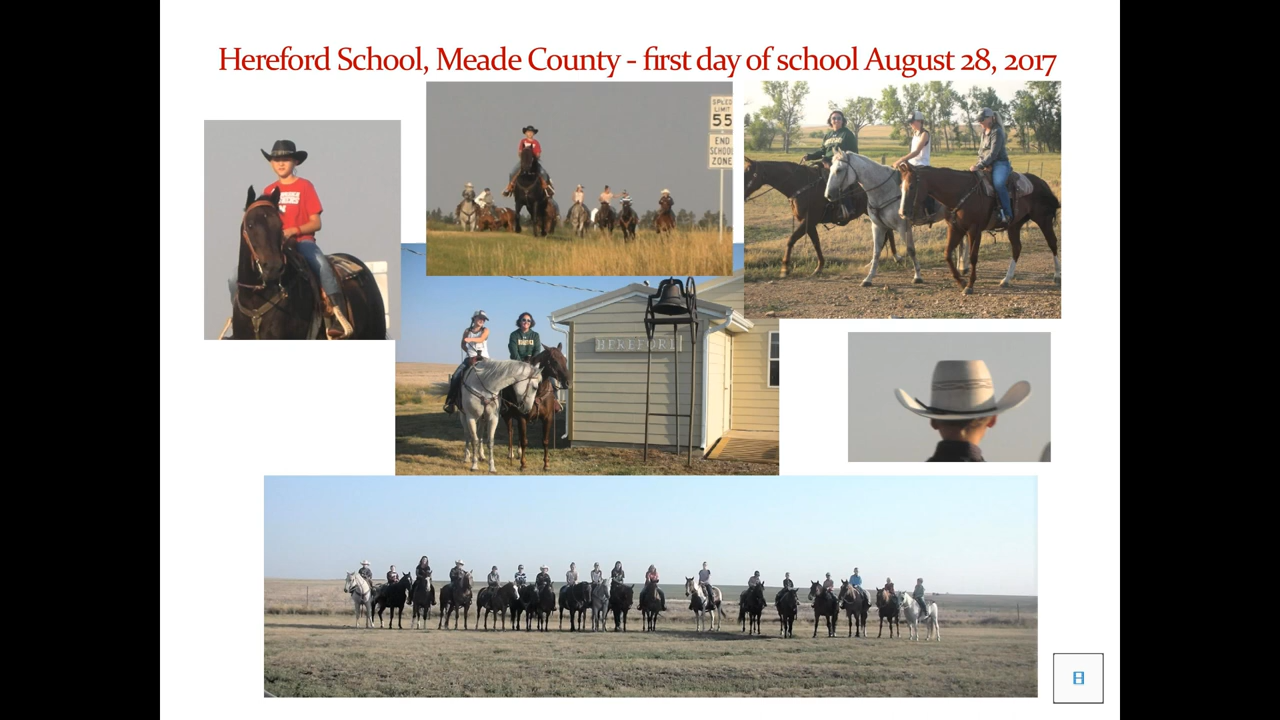 Hereford School, Meade County - first day of school August 28, 2017
SPEED
LIMIT
55
END
SCHOOL
ZONE
HEREFORD